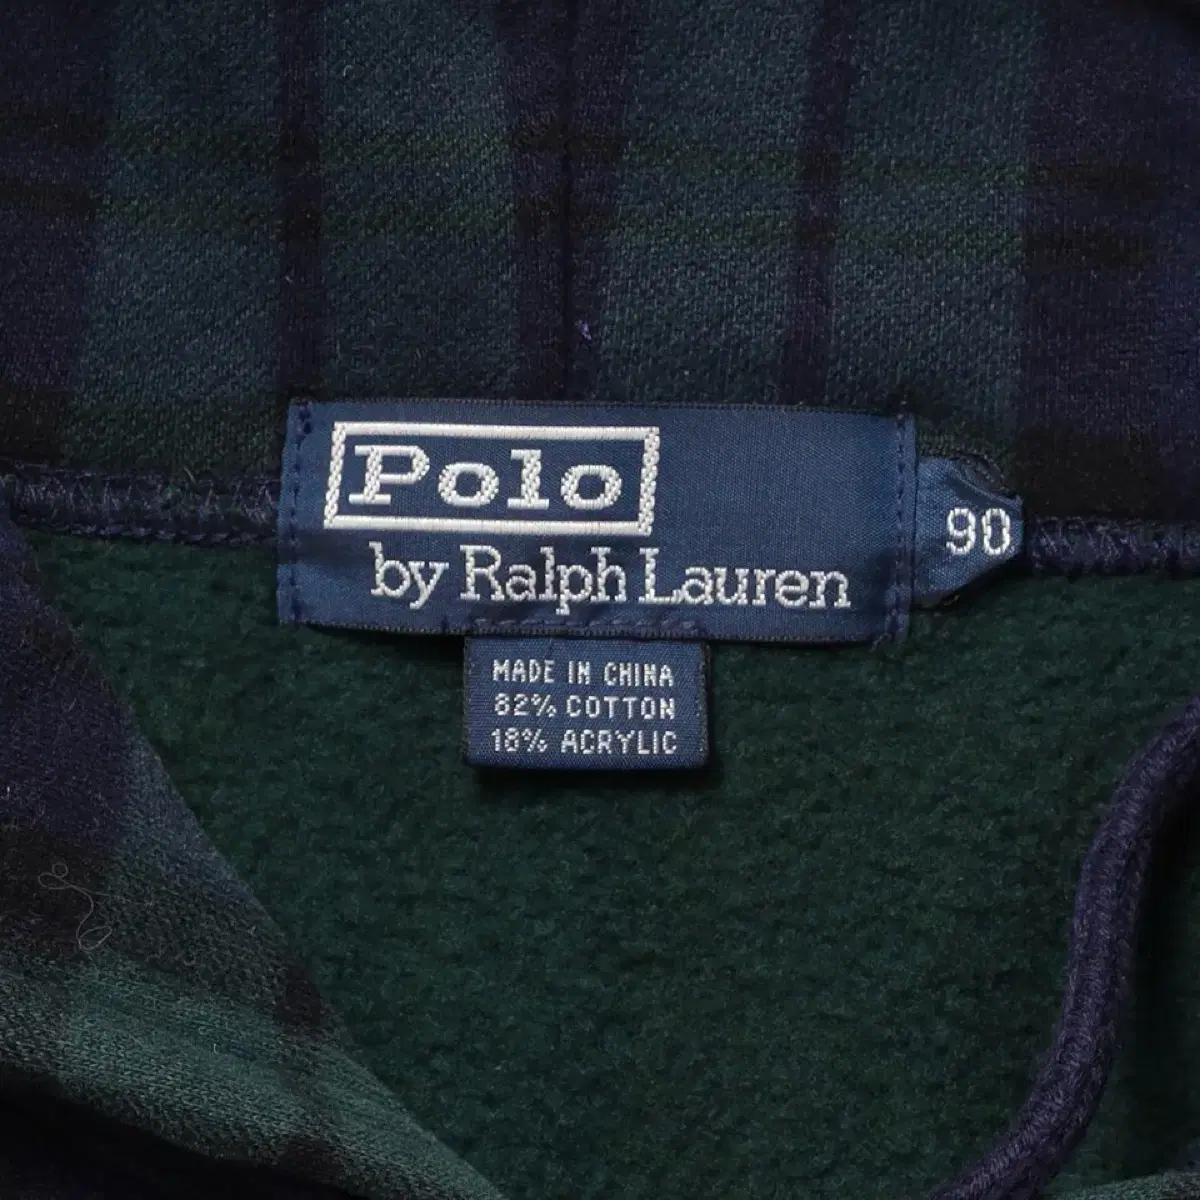 Polo
by Ralph Lauren
90
MADE IN CHINA
82% COTTON
18% ACRYLIC